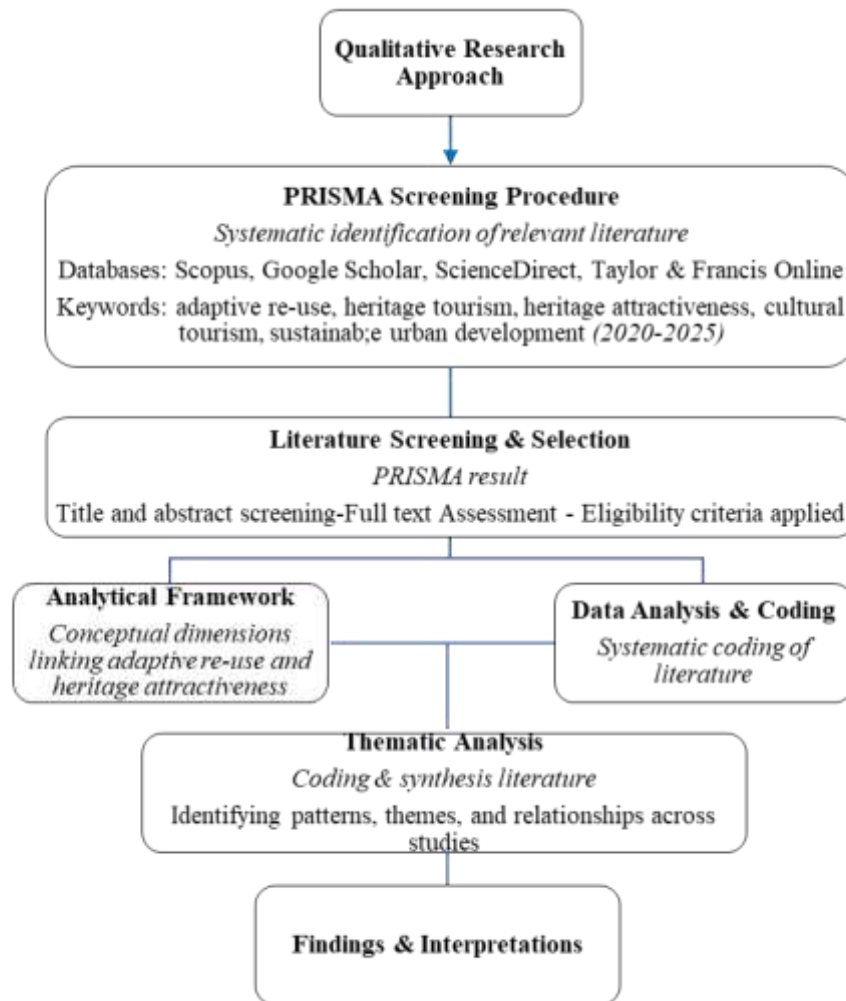 Qualitative Research
Approach
PRISMA Screening Procedure
Systematic identification of relevant literature
Databases: Scopus, Google Scholar, ScienceDirect, Taylor & Francis Online
Keywords: adaptive re-use, heritage tourism, heritage attractiveness, cultural
tourism, sustainab;e urban development (2020-2025)
Literature Screening & Selection
PRISMA result
Title and abstract screening-Full text Assessment - Eligibility criteria applied
Analytical Framework
Conceptual dimensions
linking adaptive re-use and
heritage attractiveness
Data Analysis & Coding
Systematic coding of
literature
Thematic Analysis
Coding & synthesis literature
Identifying patterns, themes, and relationships across
studies
Findings & Interpretations